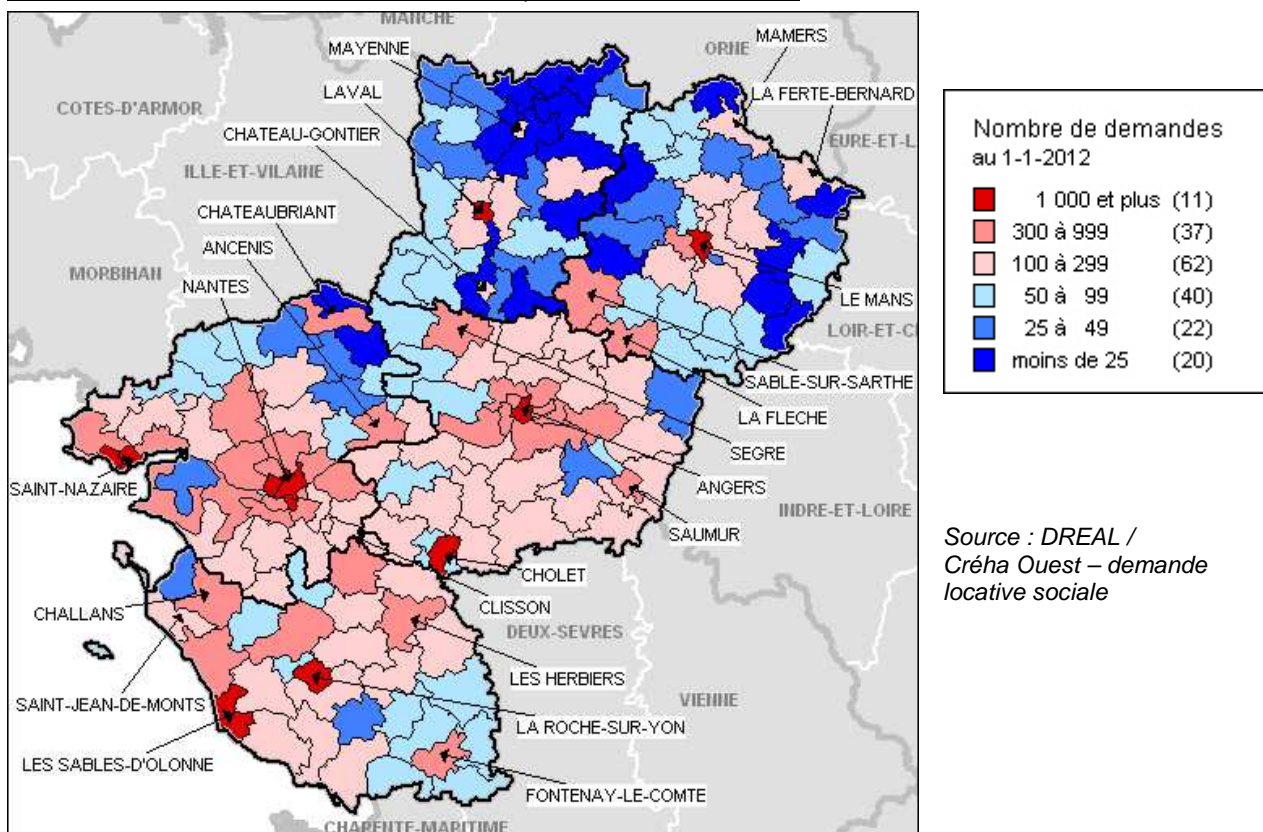 MANCHE
MAYENNE
ORNE
MAMERS
LAVAL
LA FERTE-BERNARD
COTES-D'ARMOR
CHATEAU-GONTIER
EURE-ET-L
ILLE-ET-VILAINE
CHATEAUBRIANT
ANCENIS
MORBIHAN
NANTES
LE MANS
LOIR-ET-C
SABLE-SUR-SARTHE
LA FLECHE
SEGRE
SAINT-NAZAIRE
ANGERS
INDRE-ET-LOIRE
SAUMUR
CHOLET
CHALLANS
CLISSON
DEUX-SEVRES
LES HERBIERS
SAINT-JEAN-DE-MONTS
VIENNE
LA ROCHE-SUR-YON
LES SABLES-D'OLONNE
FONTENAY-LE-COMTE
CHARENTE-MARITIME
Nombre de demandes
au 1-1-2012
1 000 et plus (11)
300 à 999 (37)
100 à 299 (62)
50 à 99 (40)
25 à 49 (22)
moins de 25 (20)
Source : DREAL /
Créha Ouest – demande
locative sociale